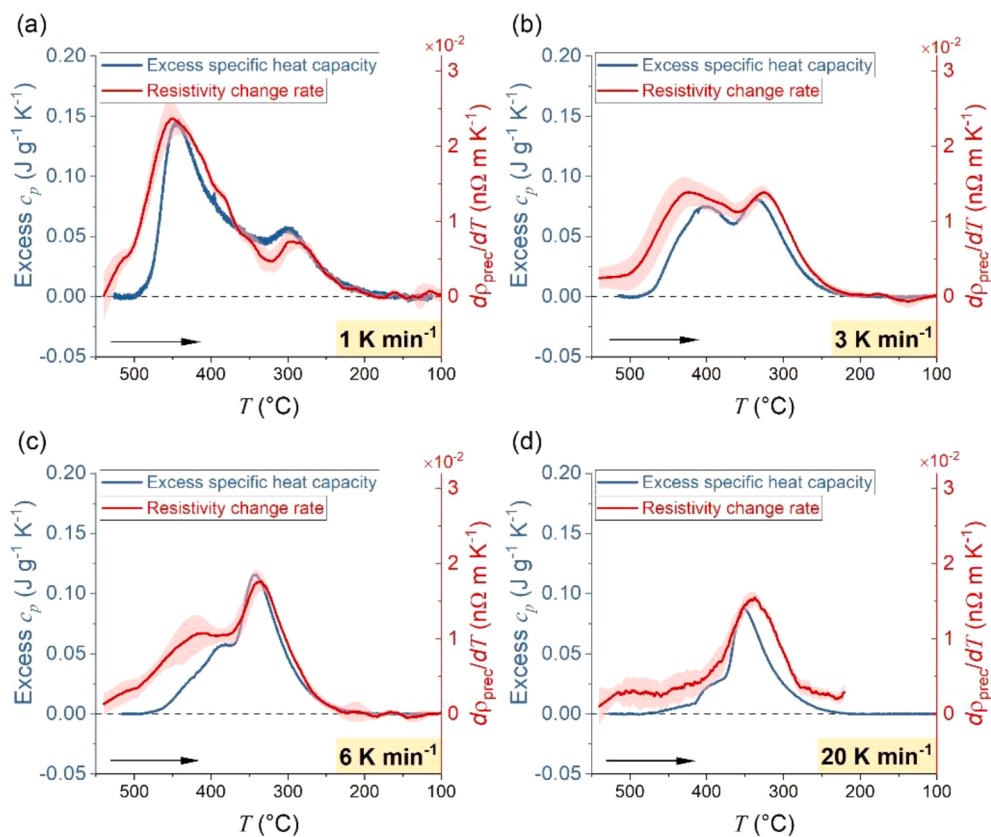 (a)
×10⁻²
Excess specific heat capacity
Resistivity change rate
0.20
0.15
0.10
0.05
0.00
-0.05
Excess cₚ (J g⁻¹ K⁻¹)
3
2
1
0
dρprec/dT (nΩ m K⁻¹)
1 K min⁻¹
500 400 300 200 100
T (°C)
(b)
×10⁻²
Excess specific heat capacity
Resistivity change rate
0.20
0.15
0.10
0.05
0.00
-0.05
Excess cₚ (J g⁻¹ K⁻¹)
3
2
1
0
dρprec/dT (nΩ m K⁻¹)
3 K min⁻¹
500 400 300 200 100
T (°C)
(c)
×10⁻²
Excess specific heat capacity
Resistivity change rate
0.20
0.15
0.10
0.05
0.00
-0.05
Excess cₚ (J g⁻¹ K⁻¹)
3
2
1
0
dρprec/dT (nΩ m K⁻¹)
6 K min⁻¹
500 400 300 200 100
T (°C)
(d)
×10⁻²
Excess specific heat capacity
Resistivity change rate
0.20
0.15
0.10
0.05
0.00
-0.05
Excess cₚ (J g⁻¹ K⁻¹)
3
2
1
0
dρprec/dT (nΩ m K⁻¹)
20 K min⁻¹
500 400 300 200 100
T (°C)